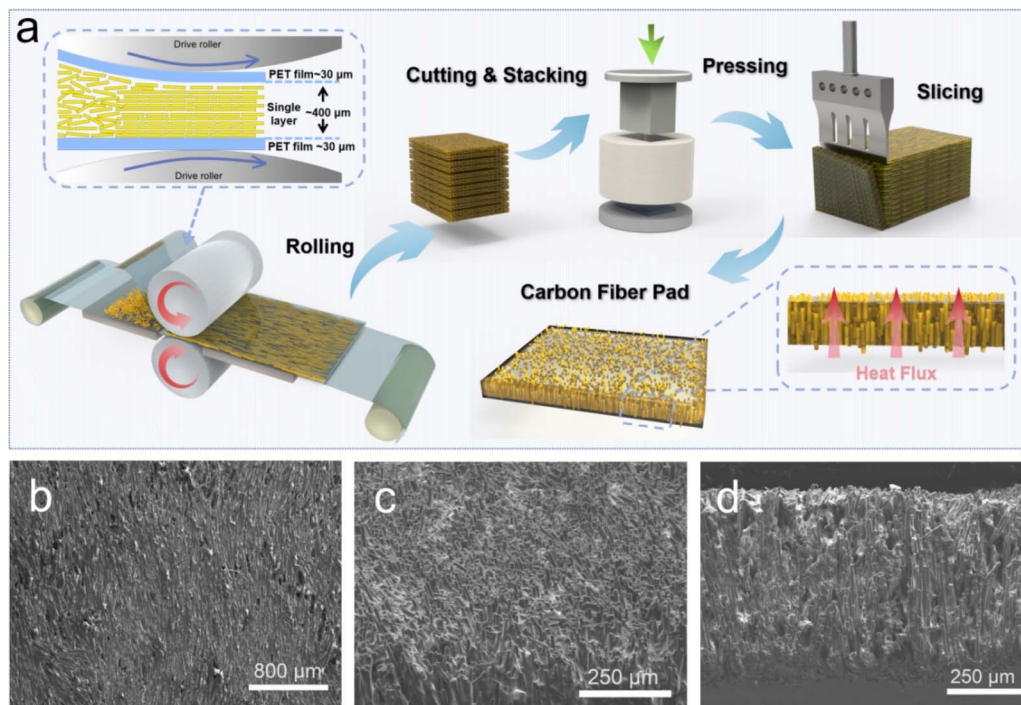 a
Drive roller
PET film~30 μm
Single
layer
~400 μm
PET film ~30 μm
Drive roller
Rolling
Cutting & Stacking
Pressing
Slicing
Carbon Fiber Pad
Heat Flux
b
800 μm
c
250 μm
d
250 μm